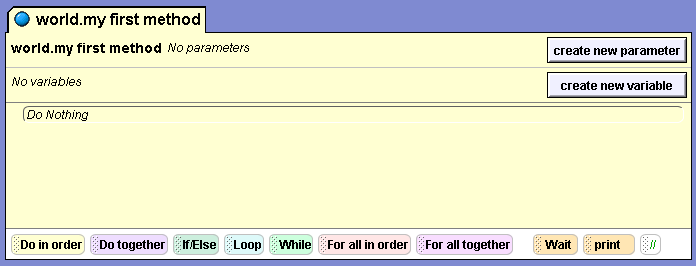 world.my first method
world.my first method No parameters create new parameter
No variables create new variable
Do Nothing
Do in order Do together If/Else Loop While For all in order For all together Wait print //